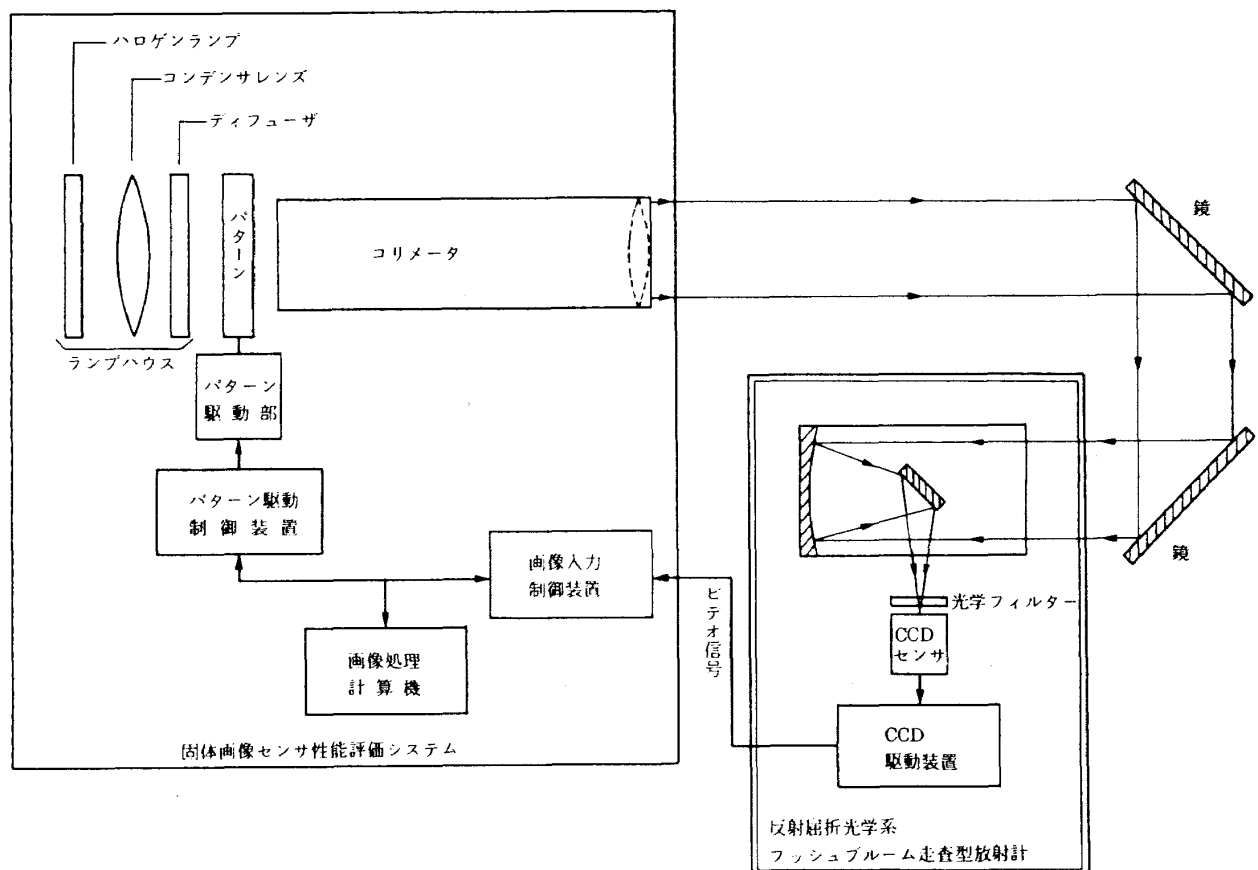 ハロゲンランプ
コンデンサレンズ
ディフューザ
パターン
コリメータ
鏡
ランプハウス
パターン
駆動部
パターン駆動
制御装置
画像入力
制御装置
画像処理
計算機
固体画像センサ性能評価システム
ビデオ信号
鏡
光学フィルター
CCD
センサ
CCD
駆動装置
反射屈折光学系
フッシュブルーム走査型放射計